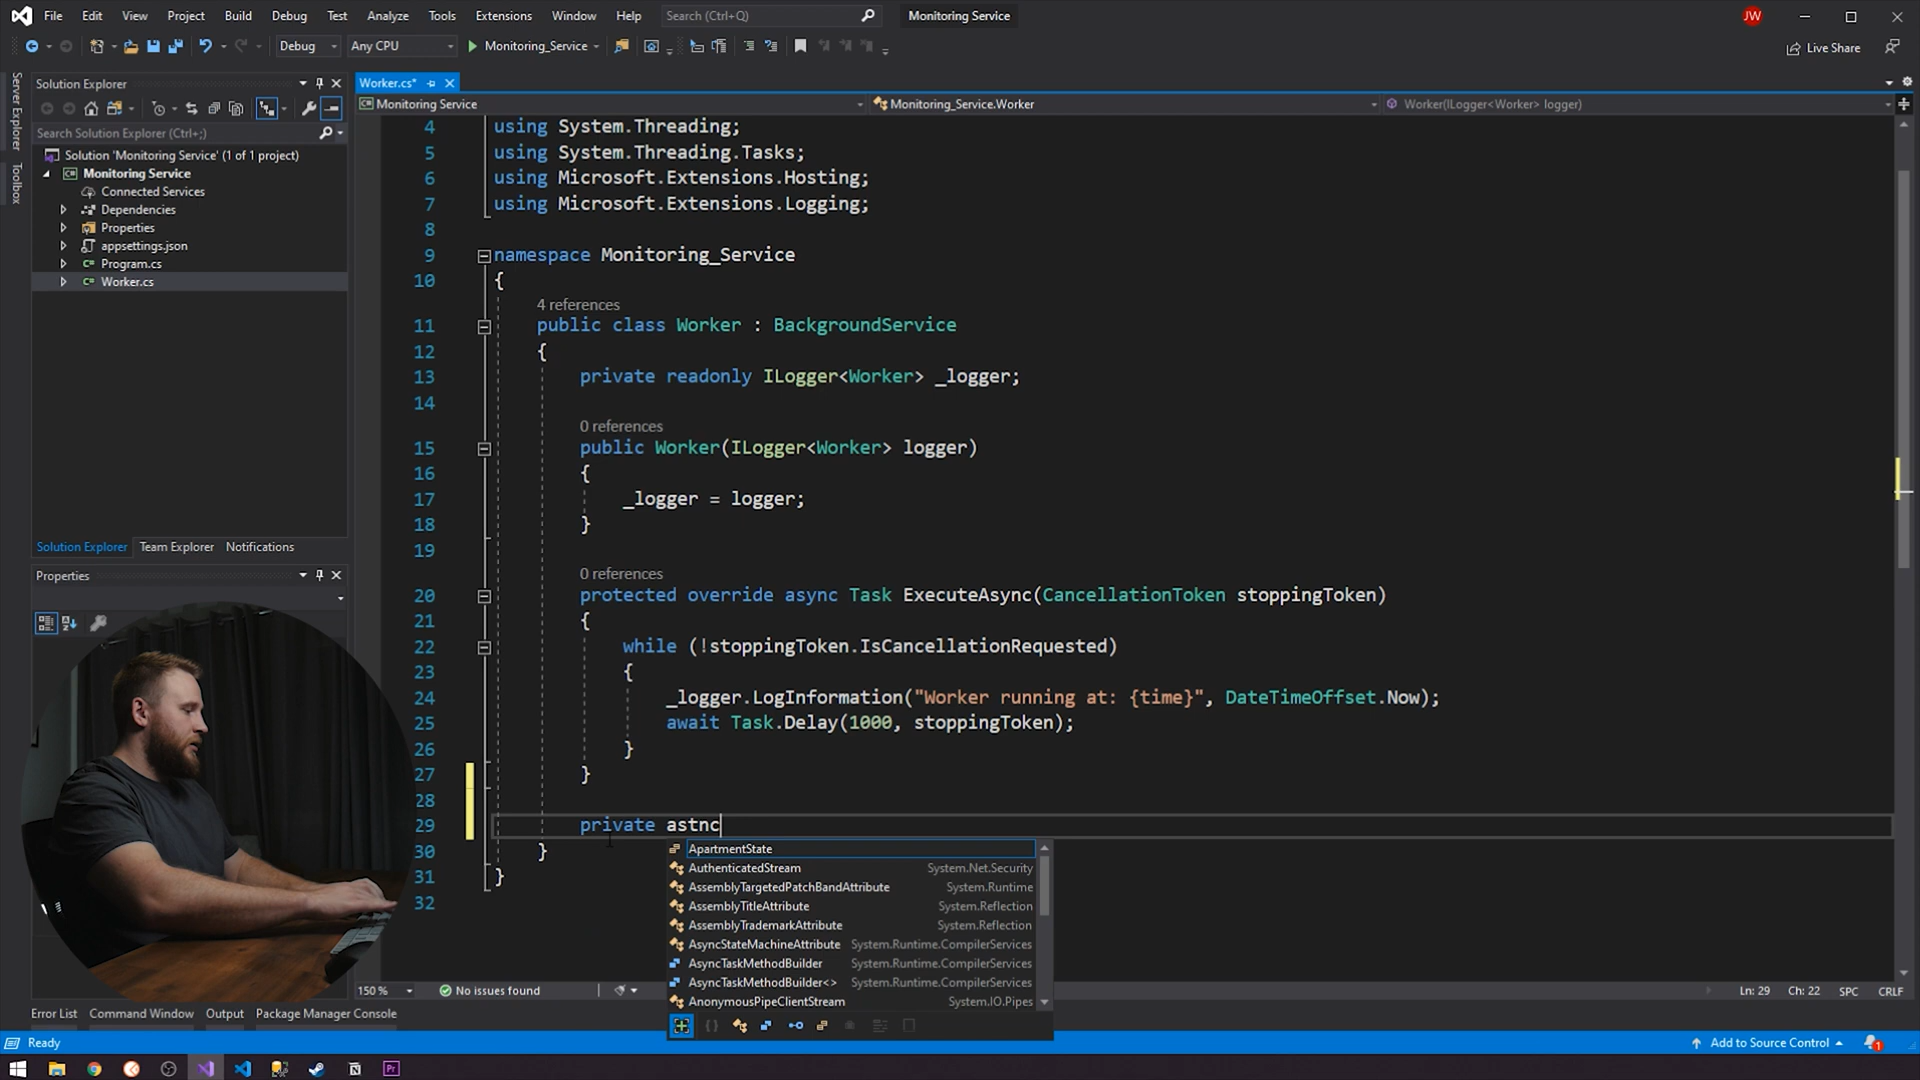 File Edit View Git Project Build Debug Test Analyze Tools Extensions Window Help Search (Ctrl+Q) Monitoring Service JW
Debug Any CPU Monitoring_Service Live Share
Server Explorer
Toolbox
Solution Explorer
Search Solution Explorer (Ctrl+;)
Solution 'Monitoring Service' (1 of 1 project)
Monitoring Service
Connected Services
Dependencies
Properties
appsettings.json
Program.cs
Worker.cs
Solution Explorer Team Explorer Notifications
Properties
Worker.cs*
Monitoring Service Monitoring_Service.Worker Worker(ILogger<Worker> logger)
4 using System.Threading;
5 using System.Threading.Tasks;
6 using Microsoft.Extensions.Hosting;
7 using Microsoft.Extensions.Logging;
8
9 namespace Monitoring_Service
10 {
4 references
11 public class Worker : BackgroundService
12 {
13 private readonly ILogger<Worker> _logger;
14
0 references
15 public Worker(ILogger<Worker> logger)
16 {
17 _logger = logger;
18 }
19
0 references
20 protected override async Task ExecuteAsync(CancellationToken stoppingToken)
21 {
22 while (!stoppingToken.IsCancellationRequested)
23 {
24 _logger.LogInformation("Worker running at: {time}", DateTimeOffset.Now);
25 await Task.Delay(1000, stoppingToken);
26 }
27 }
28
29 private astnc
30 }
31 }
32
ApartmentState
AuthenticatedStream System.Net.Security
AssemblyTargetedPatchBandAttribute System.Runtime
AssemblyTitleAttribute System.Reflection
AssemblyTrademarkAttribute System.Reflection
AsyncStateMachineAttribute System.Runtime.CompilerServices
AsyncTaskMethodBuilder System.Runtime.CompilerServices
AsyncTaskMethodBuilder<> System.Runtime.CompilerServices
AnonymousPipeClientStream System.IO.Pipes
150 % No issues found Ln: 29 Ch: 22 SPC CRLF
Error List Command Window Output Package Manager Console
Ready Add to Source Control 1
Pr